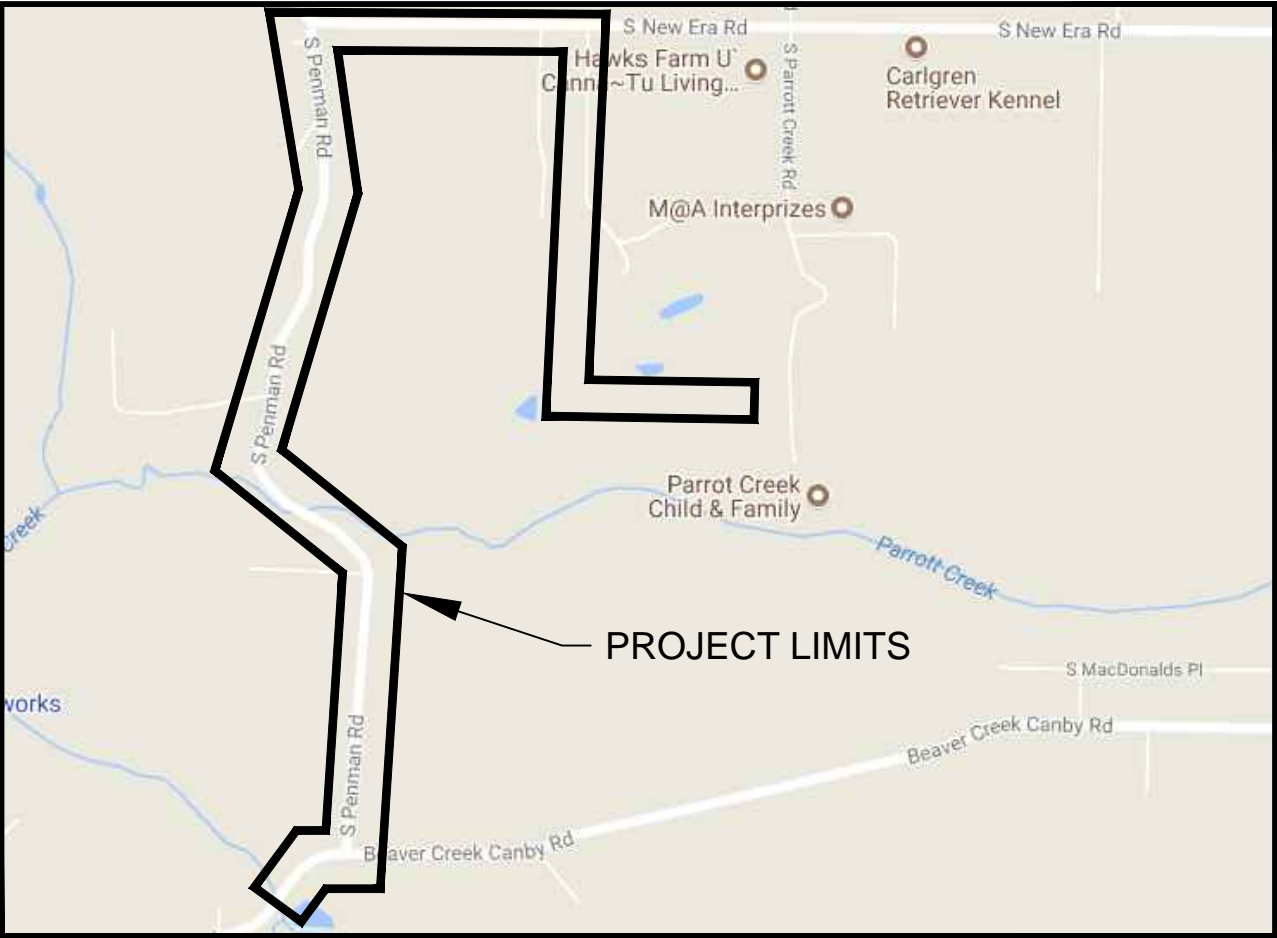 S New Era Rd
S New Era Rd
S Penman Rd
Hawks Farm U`
Canna~Tu Living...
S Parrott Creek Rd
Carlgren
Retriever Kennel
M@A Interprizes
S Penman Rd
Parrot Creek
Child & Family
Creek
Parrott Creek
PROJECT LIMITS
S MacDonalds Pl
works
Beaver Creek Canby Rd
S Penman Rd
Beaver Creek Canby Rd